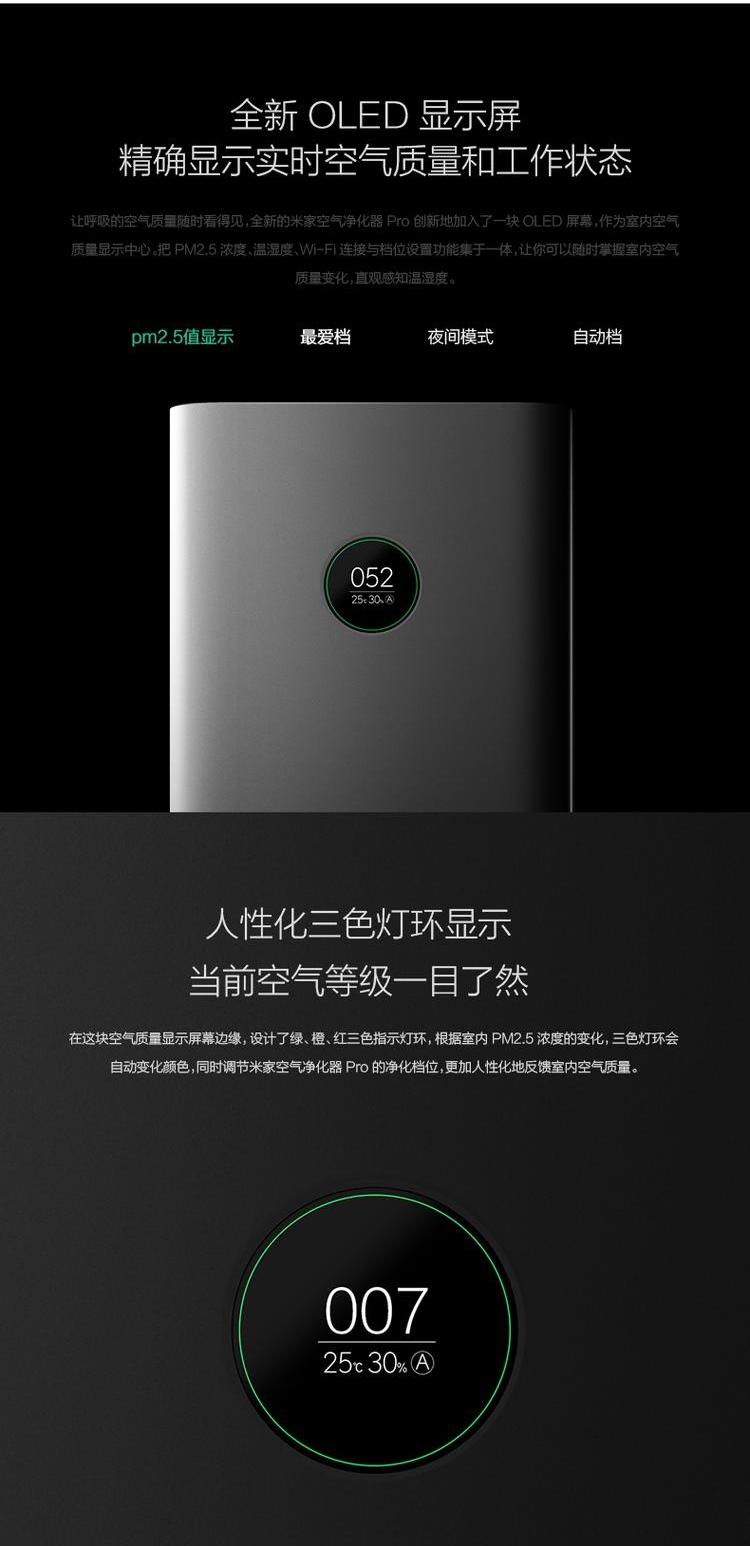 全新 OLED 显示屏
精确显示实时空气质量和工作状态
让呼吸的空气质量随时看得见,全新的米家空气净化器 Pro 创新地加入了一块 OLED 屏幕,作为室内空气
质量显示中心。把 PM2.5 浓度、温湿度、Wi-Fi 连接与档位设置功能集于一体,让你可以随时掌握室内空气
质量变化,直观感知温湿度。
pm2.5值显示 最爱档 夜间模式 自动档
052
25℃ 30% A
人性化三色灯环显示
当前空气等级一目了然
在这块空气质量显示屏幕边缘,设计了绿、橙、红三色指示灯环,根据室内 PM2.5 浓度的变化,三色灯环会
自动变化颜色,同时调节米家空气净化器 Pro 的净化档位,更加人性化地反馈室内空气质量。
007
25℃ 30% A